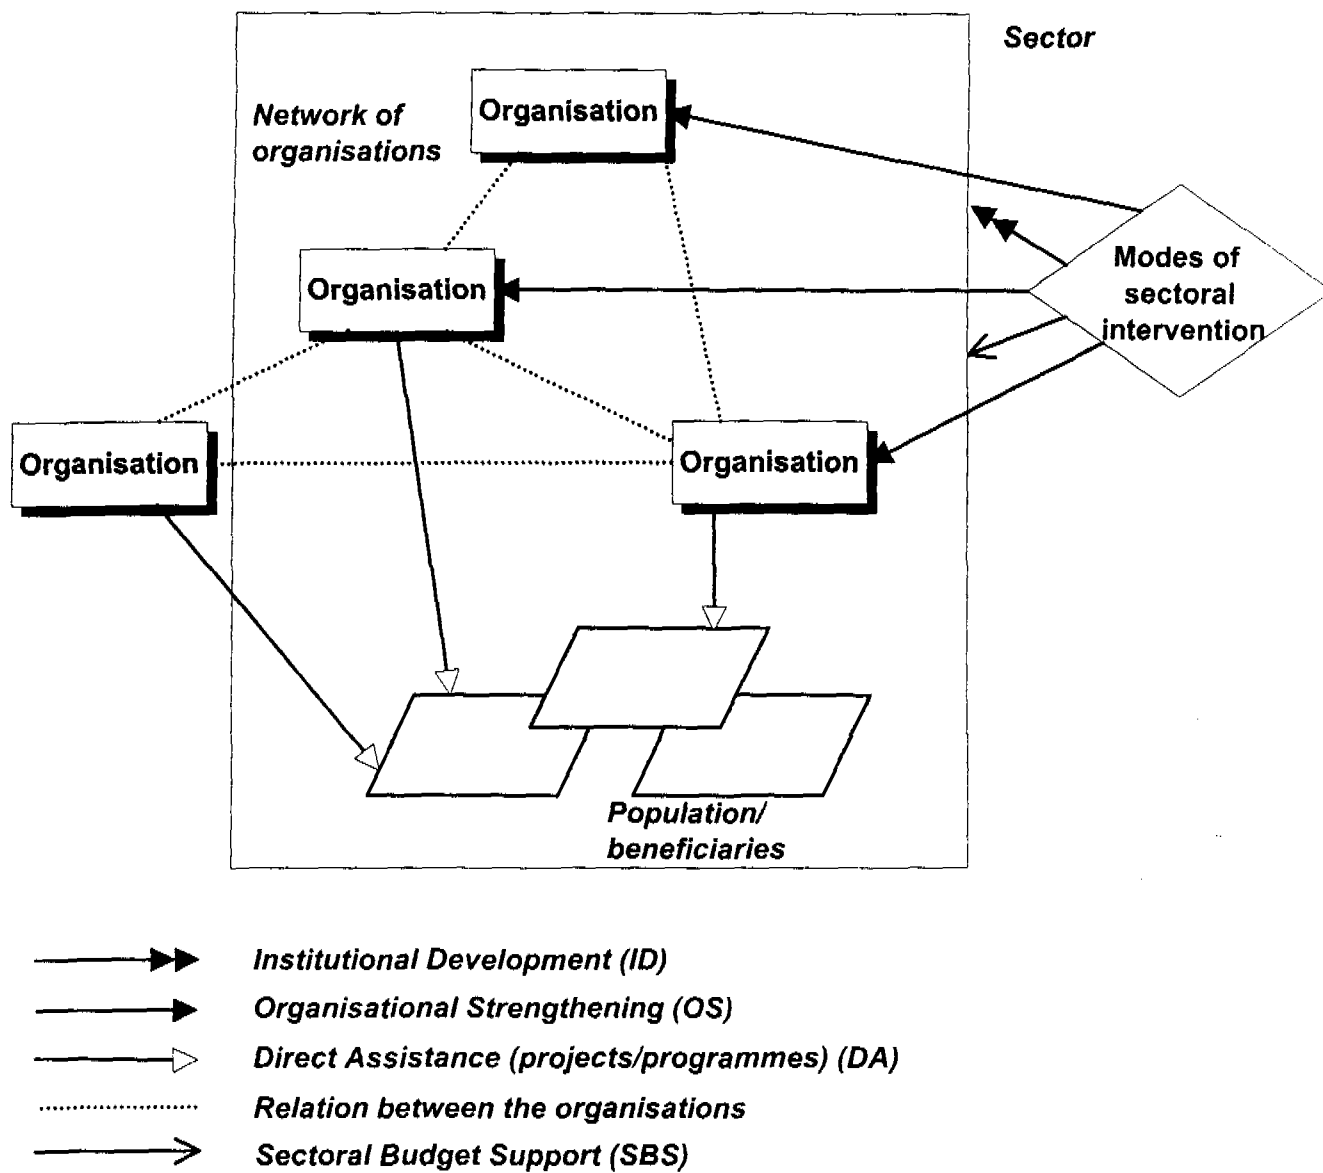 Sector
Organisation
Network of
organisations
Modes of
sectoral
intervention
Organisation
Organisation
Organisation
Population/
beneficiaries
Institutional Development (ID)
Organisational Strengthening (OS)
Direct Assistance (projects/programmes) (DA)
Relation between the organisations
Sectoral Budget Support (SBS)